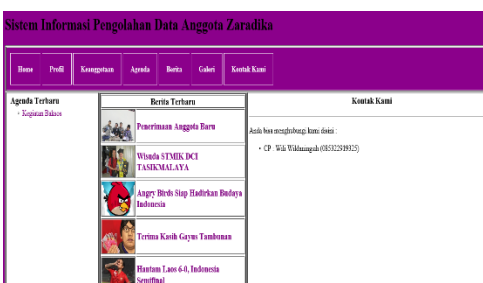 Sistem Informasi Pengolahan Data Anggota Zaradika
Home Profil Keanggotaan Agenda Berita Galeri Kontak Kami
Agenda Terbaru
Kegiatan Baksos
Berita Terbaru
Penerimaan Anggota Baru
Wisuda STMIK DCI
TASIKMALAYA
Angry Birds Siap Hadirkan Budaya
Indonesia
Terima Kasih Gayus Tambunan
Hantam Laos 6-0, Indonesia
Semifinal
Kontak Kami
Anda bisa menghubungi kami disini :
CP : Wili Wildaningsih (085322919325)